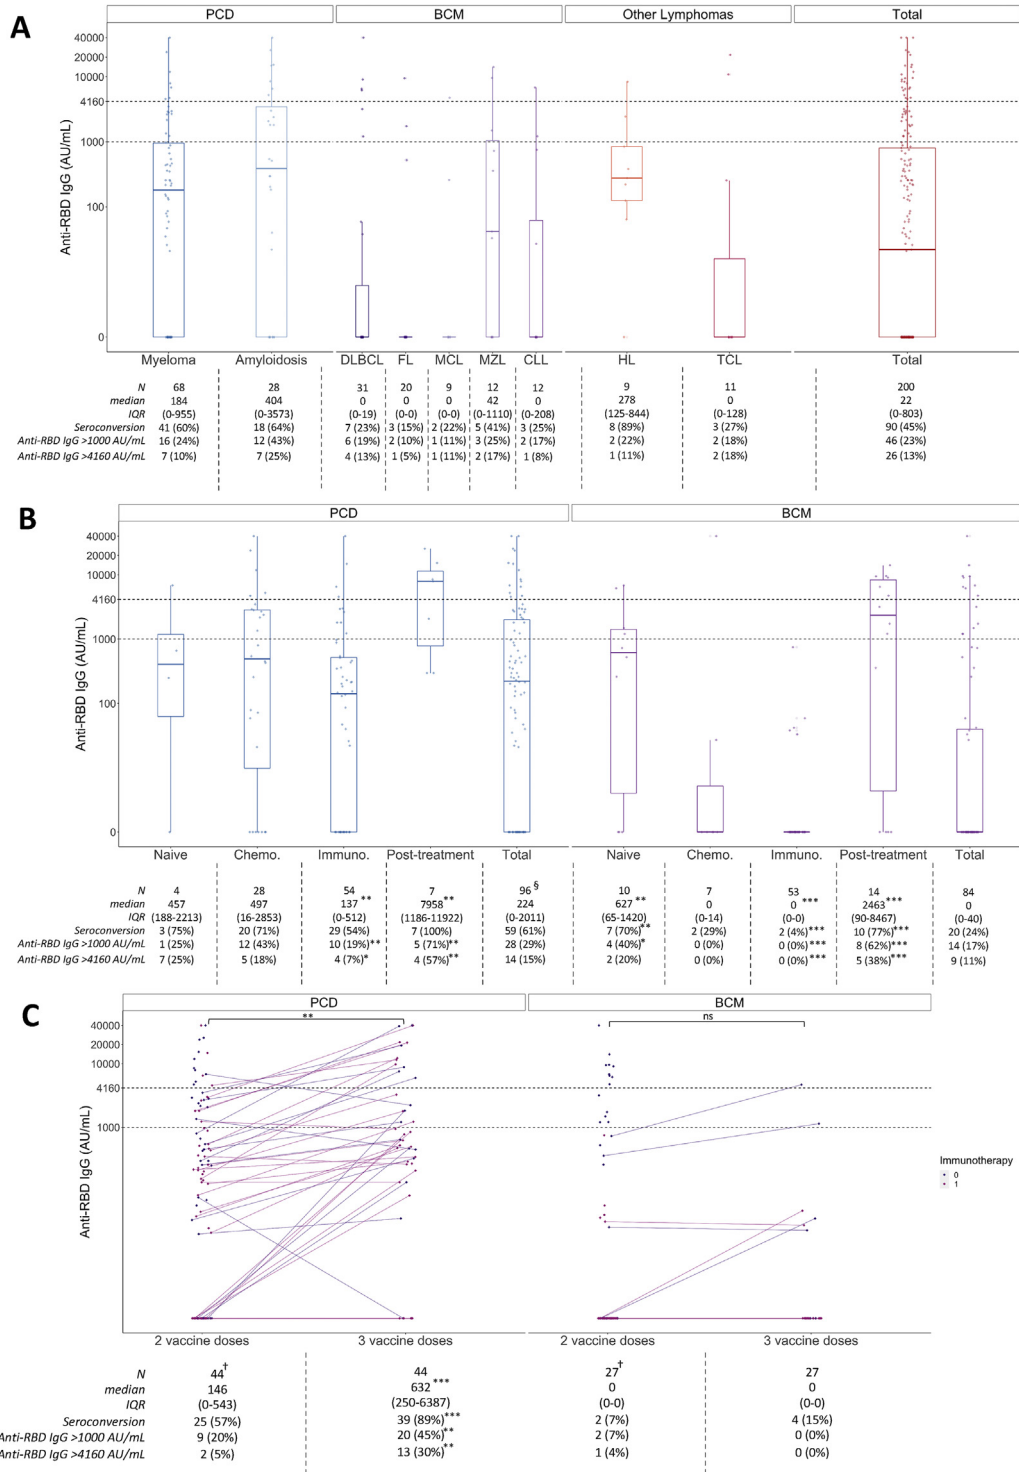 A
PCD BCM Other Lymphomas Total
Anti-RBD IgG (AU/mL)
40000
20000
10000
4160
1000
100
0
Myeloma Amyloidosis DLBCL FL MCL MZL CLL HL TCL Total
N 68 28 31 20 9 12 12 9 11 200
median 184 404 0 0 0 42 0 278 0 22
IQR (0-955) (0-3573) (0-19) (0-0) (0-0) (0-1110) (0-208) (125-844) (0-128) (0-803)
Seroconversion 41 (60%) 18 (64%) 7 (23%) 3 (15%) 2 (22%) 5 (41%) 3 (25%) 8 (89%) 3 (27%) 90 (45%)
Anti-RBD IgG >1000 AU/mL 16 (24%) 12 (43%) 6 (19%) 2 (10%) 1 (11%) 3 (25%) 2 (17%) 2 (22%) 2 (18%) 46 (23%)
Anti-RBD IgG >4160 AU/mL 7 (10%) 7 (25%) 4 (13%) 1 (5%) 1 (11%) 2 (17%) 1 (8%) 1 (11%) 2 (18%) 26 (13%)
B
PCD BCM
Anti-RBD IgG (AU/mL)
40000
20000
10000
4160
1000
100
0
Naive Chemo. Immuno. Post-treatment Total Naive Chemo. Immuno. Post-treatment Total
N 4 28 54 7 96 § 10 7 53 14 84
median 457 497 137 ** 7958 ** 224 627 ** 0 0 *** 2463 *** 0
IQR (188-2213) (16-2853) (0-512) (1186-11922) (0-2011) (65-1420) (0-14) (0-0) (90-8467) (0-40)
Seroconversion 3 (75%) 20 (71%) 29 (54%) 7 (100%) 59 (61%) 7 (70%)** 2 (29%) 2 (4%)*** 10 (77%)*** 20 (24%)
Anti-RBD IgG >1000 AU/mL 1 (25%) 12 (43%) 10 (19%)** 5 (71%)** 28 (29%) 4 (40%)* 0 (0%) 0 (0%)*** 8 (62%)*** 14 (17%)
Anti-RBD IgG >4160 AU/mL 7 (25%) 5 (18%) 4 (7%)* 4 (57%)** 14 (15%) 2 (20%) 0 (0%) 0 (0%)*** 5 (38%)*** 9 (11%)
C
PCD BCM
** ns
Anti-RBD IgG (AU/mL)
40000
20000
10000
4160
1000
Immunotherapy
0
1
2 vaccine doses 3 vaccine doses 2 vaccine doses 3 vaccine doses
N 44† 44 27† 27
median 146 632 *** 0 0
IQR (0-543) (250-6387) (0-0) (0-0)
Seroconversion 25 (57%) 39 (89%)*** 2 (7%) 4 (15%)
Anti-RBD IgG >1000 AU/mL 9 (20%) 20 (45%)** 2 (7%) 0 (0%)
Anti-RBD IgG >4160 AU/mL 2 (5%) 13 (30%)** 1 (4%) 0 (0%)